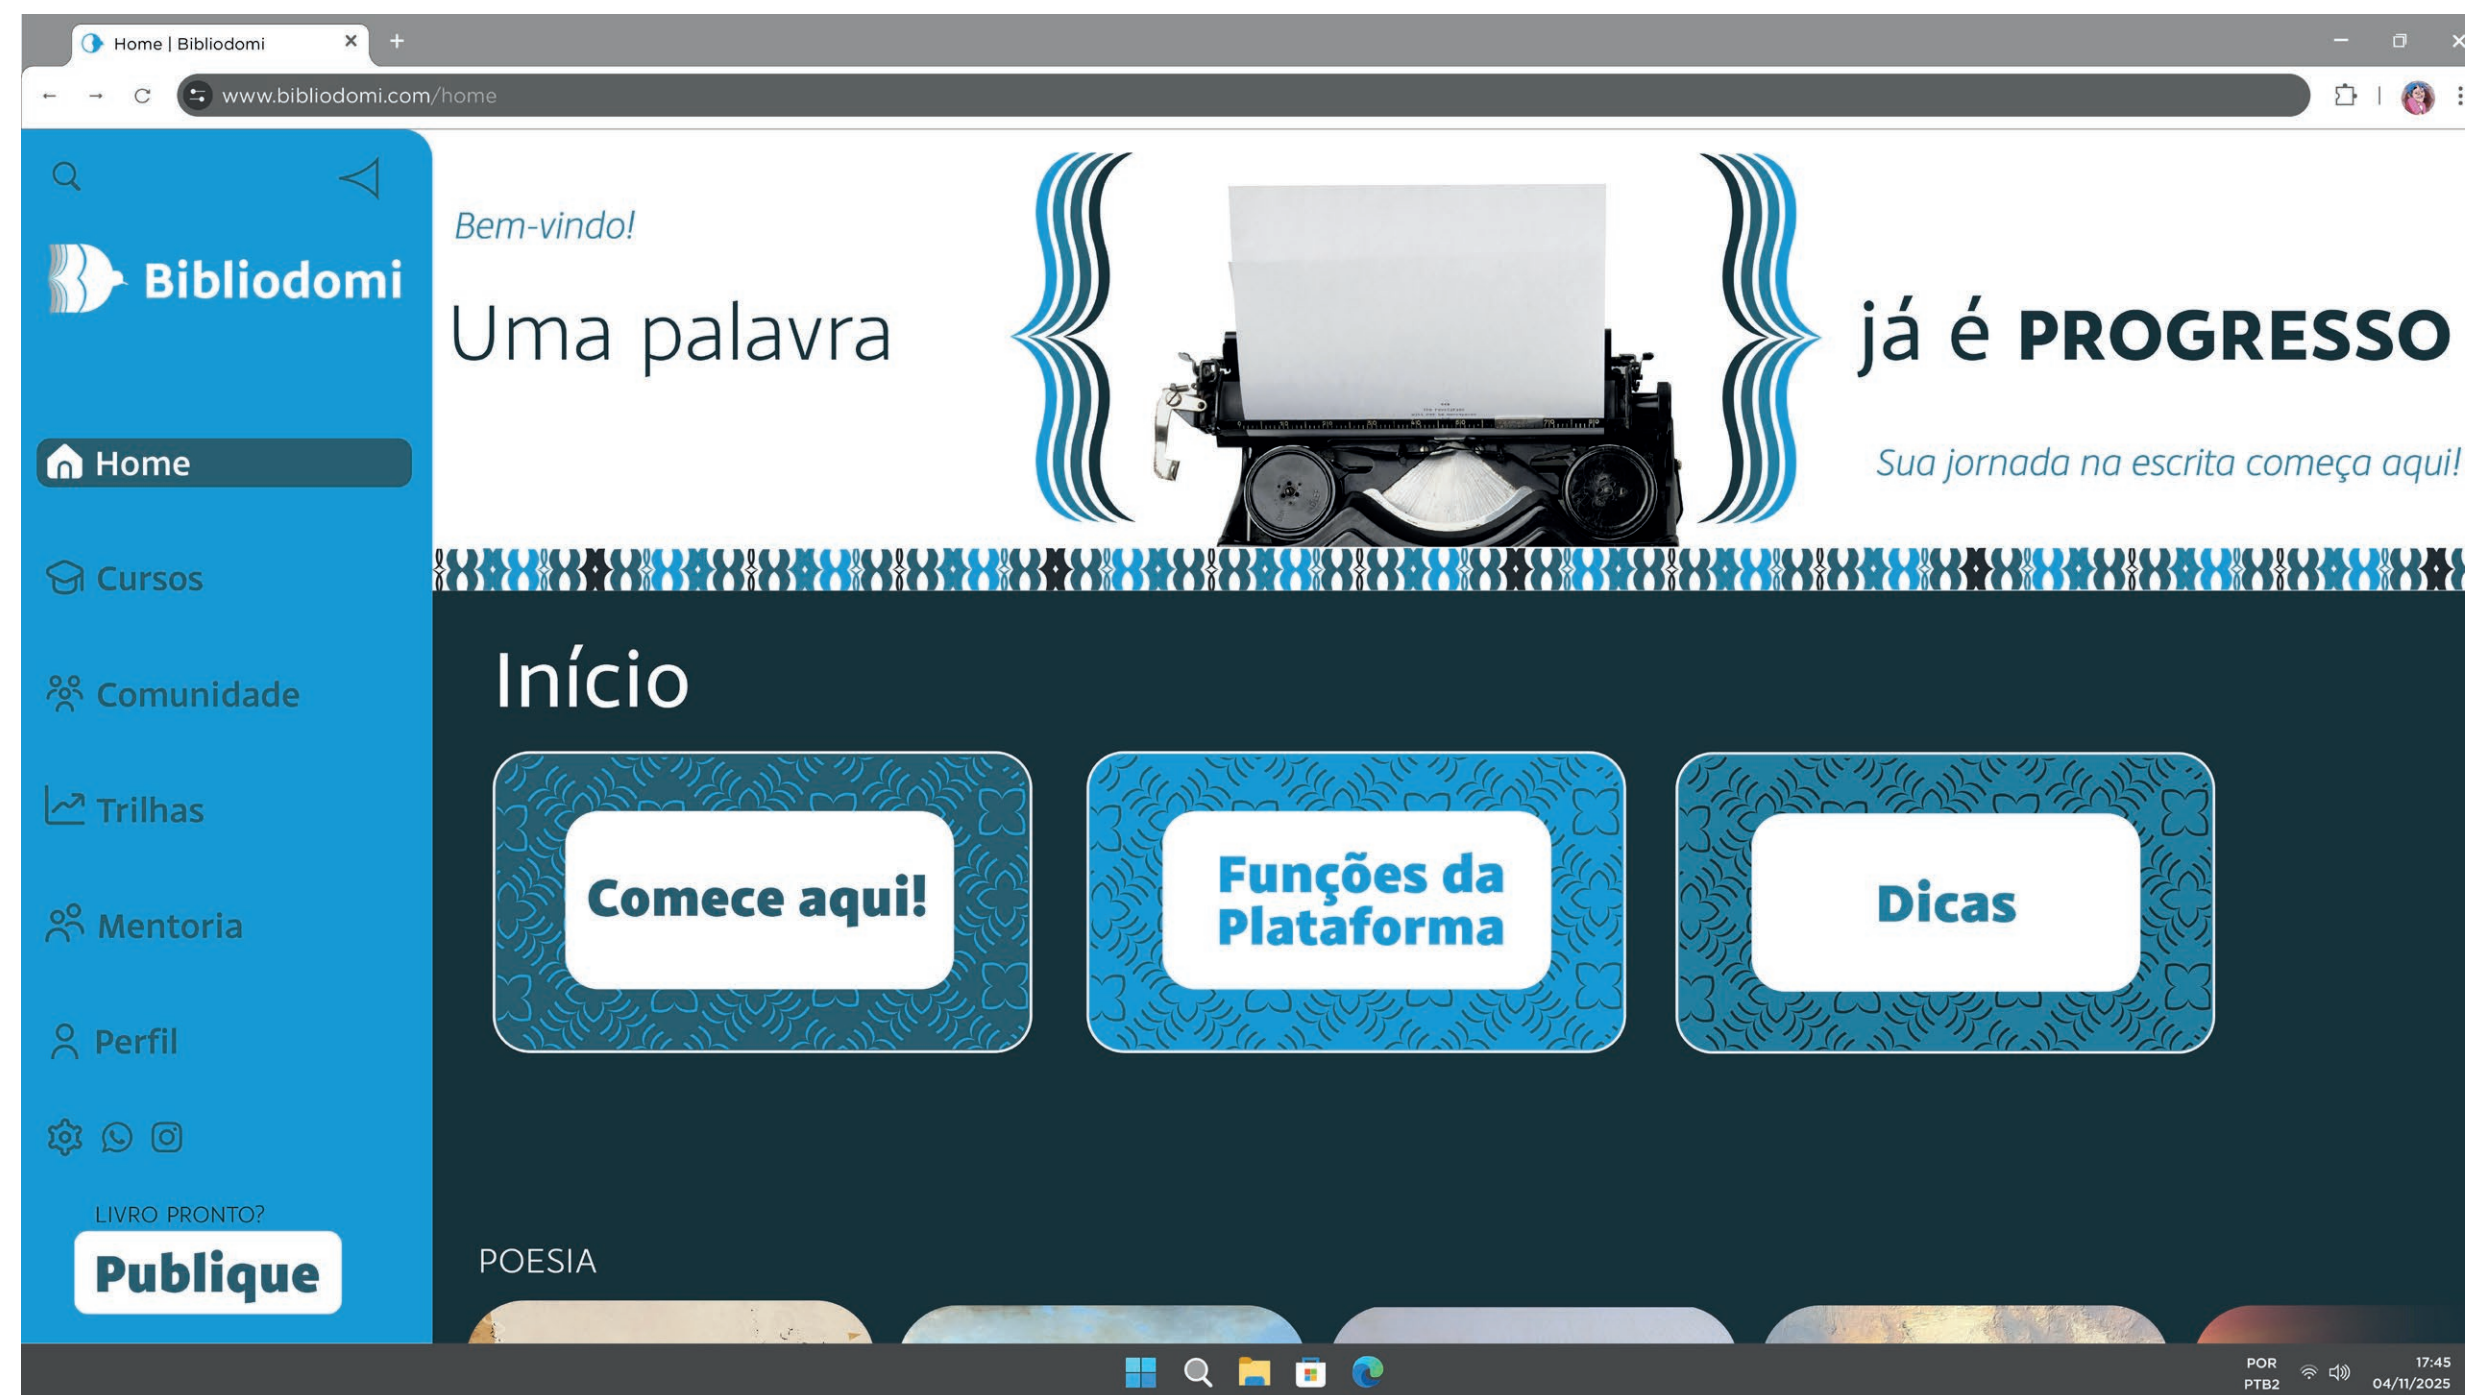 Home | Bibliodomi
www.bibliodomi.com/home
Bibliodomi
Home
Cursos
Comunidade
Trilhas
Mentoria
Perfil
LIVRO PRONTO?
Publique
Bem-vindo!
Uma palavra
já é PROGRESSO
Sua jornada na escrita começa aqui!
Início
Comece aqui!
Funções da
Plataforma
Dicas
POESIA
POR
PTB2
17:45
04/11/2025